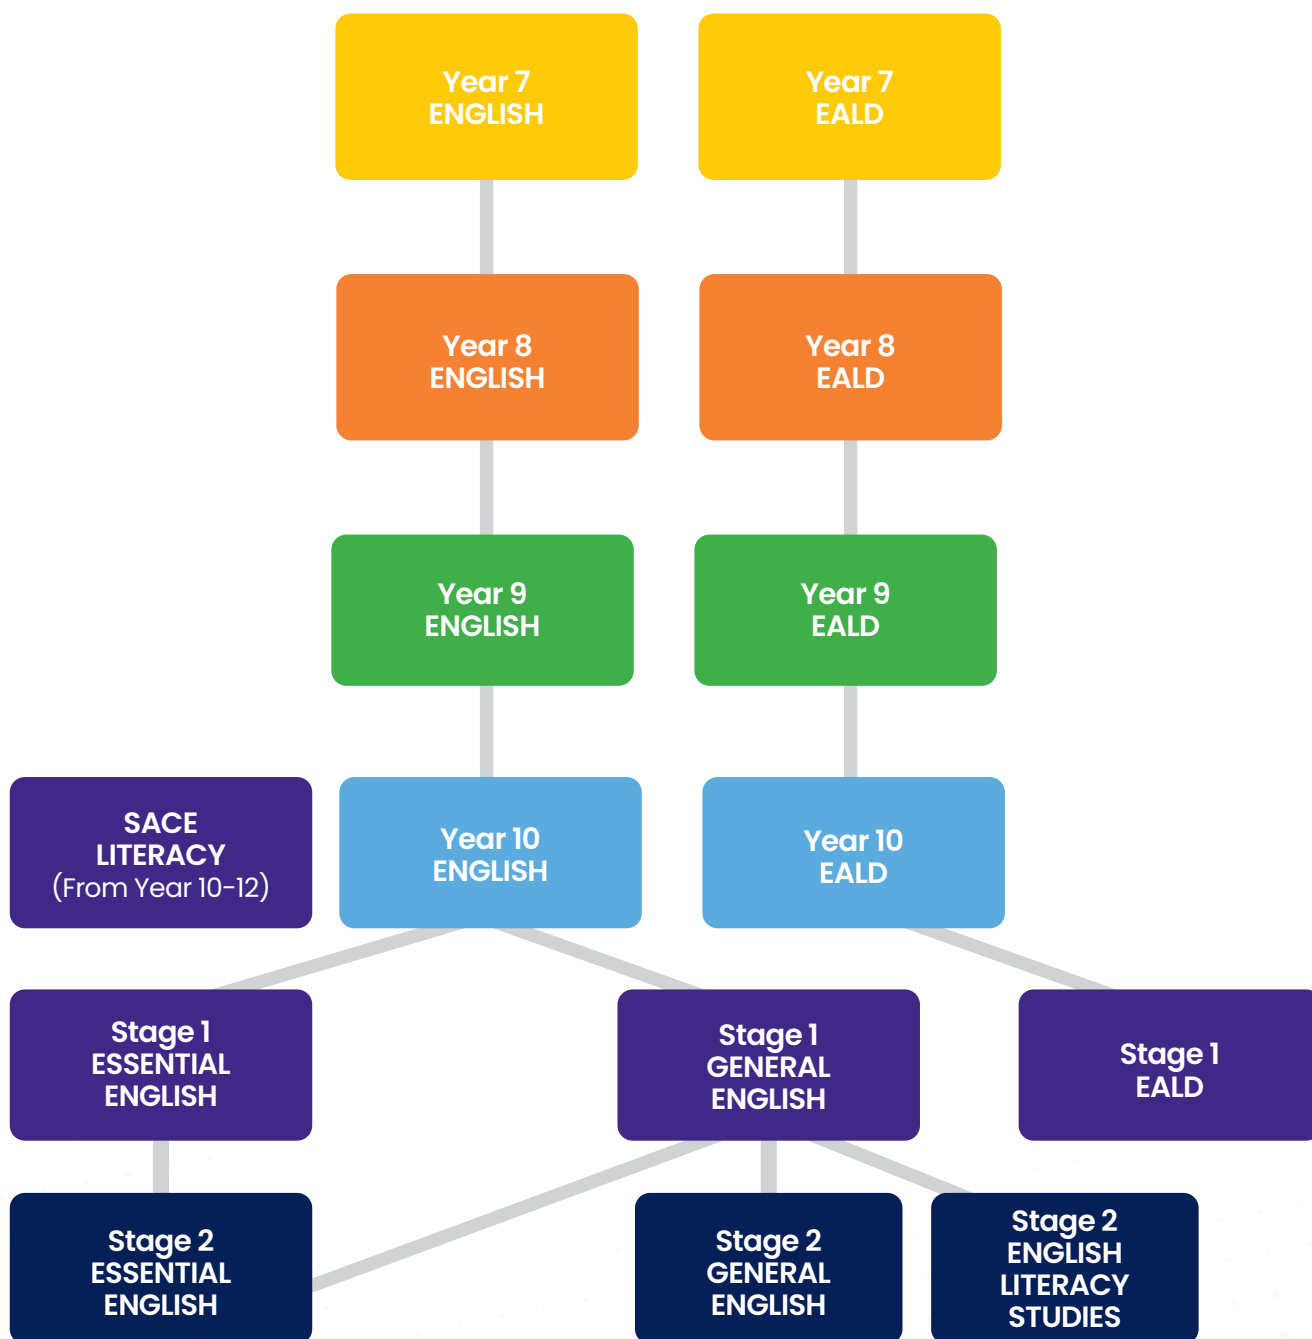 Year 7
ENGLISH
Year 7
EALD
Year 8
ENGLISH
Year 8
EALD
Year 9
ENGLISH
Year 9
EALD
SACE
LITERACY
(From Year 10-12)
Year 10
ENGLISH
Year 10
EALD
Stage 1
ESSENTIAL
ENGLISH
Stage 1
GENERAL
ENGLISH
Stage 1
EALD
Stage 2
ESSENTIAL
ENGLISH
Stage 2
GENERAL
ENGLISH
Stage 2
ENGLISH
LITERACY
STUDIES